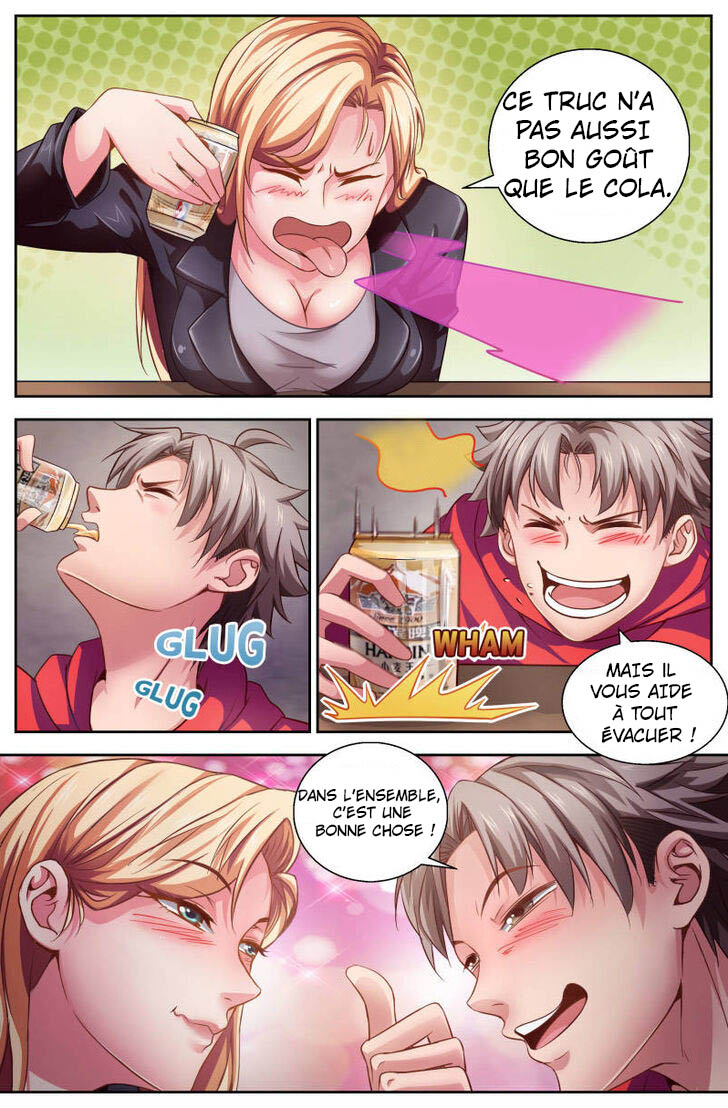 CE TRUC N'A
PAS AUSSI
BON GOÛT
QUE LE COLA.
GLUG
GLUG
WHAM
MAIS IL
VOUS AIDE
À TOUT
ÉVACUER !
DANS L'ENSEMBLE,
C'EST UNE
BONNE CHOSE !